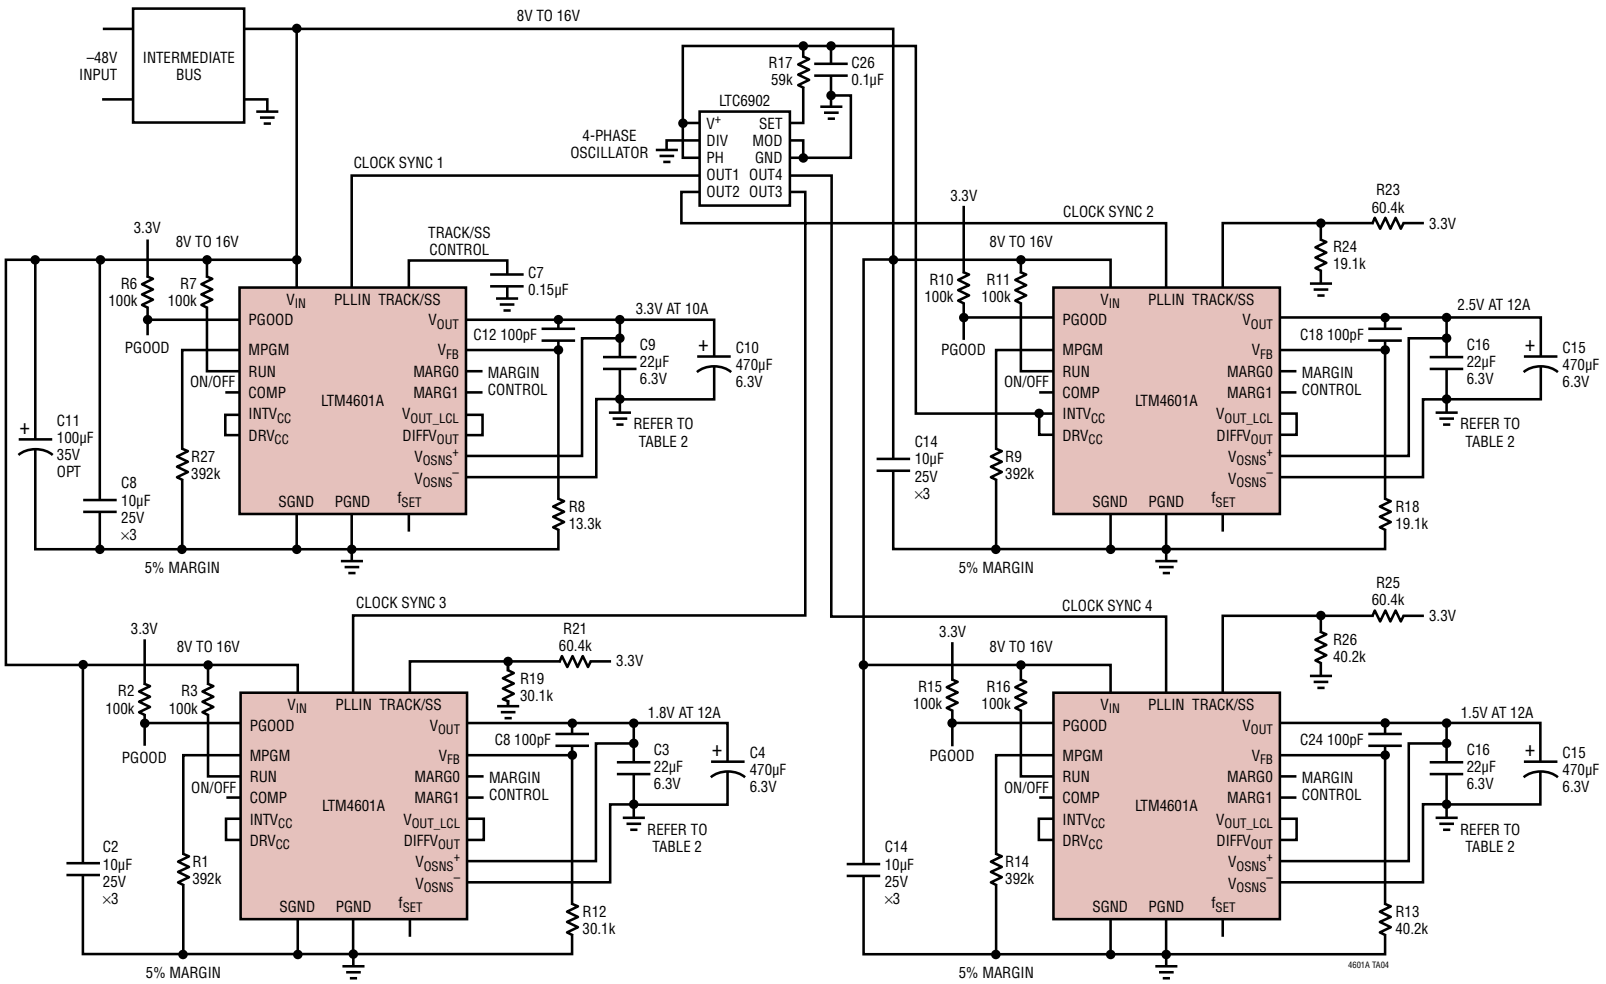 8V TO 16V
–48V
INPUT
INTERMEDIATE
BUS
R17
59k
C26
0.1µF
LTC6902
4-PHASE
OSCILLATOR
V+
DIV
PH
OUT1
OUT2
SET
MOD
GND
OUT4
OUT3
CLOCK SYNC 1
3.3V
8V TO 16V
TRACK/SS
CONTROL
R6
100k
R7
100k
C7
0.15µF
VIN
PLLIN
TRACK/SS
PGOOD
PGOOD
MPGM
RUN
ON/OFF
COMP
INTVCC
DRVCC
LTM4601A
VOUT
VFB
MARG0
MARG1
VOUT_LCL
DIFFVOUT
VOSNS+
VOSNS–
SGND
PGND
fSET
MARGIN
CONTROL
3.3V AT 10A
C12 100pF
C9
22µF
6.3V
C10
470µF
6.3V
REFER TO
TABLE 2
C11
100µF
35V
OPT
C8
10µF
25V
×3
R27
392k
R8
13.3k
5% MARGIN
CLOCK SYNC 2
3.3V
8V TO 16V
R23
60.4k
3.3V
R24
19.1k
R10
100k
R11
100k
VIN
PLLIN
TRACK/SS
PGOOD
PGOOD
MPGM
RUN
ON/OFF
COMP
INTVCC
DRVCC
LTM4601A
VOUT
VFB
MARG0
MARG1
VOUT_LCL
DIFFVOUT
VOSNS+
VOSNS–
SGND
PGND
fSET
MARGIN
CONTROL
2.5V AT 12A
C18 100pF
C16
22µF
6.3V
C15
470µF
6.3V
REFER TO
TABLE 2
C14
10µF
25V
×3
R9
392k
R18
19.1k
5% MARGIN
CLOCK SYNC 3
3.3V
8V TO 16V
R21
60.4k
3.3V
R19
30.1k
R2
100k
R3
100k
VIN
PLLIN
TRACK/SS
PGOOD
PGOOD
MPGM
RUN
ON/OFF
COMP
INTVCC
DRVCC
LTM4601A
VOUT
VFB
MARG0
MARG1
VOUT_LCL
DIFFVOUT
VOSNS+
VOSNS–
SGND
PGND
fSET
MARGIN
CONTROL
1.8V AT 12A
C8 100pF
C3
22µF
6.3V
C4
470µF
6.3V
REFER TO
TABLE 2
C2
10µF
25V
×3
R1
392k
R12
30.1k
5% MARGIN
CLOCK SYNC 4
3.3V
8V TO 16V
R25
60.4k
3.3V
R26
40.2k
R15
100k
R16
100k
VIN
PLLIN
TRACK/SS
PGOOD
PGOOD
MPGM
RUN
ON/OFF
COMP
INTVCC
DRVCC
LTM4601A
VOUT
VFB
MARG0
MARG1
VOUT_LCL
DIFFVOUT
VOSNS+
VOSNS–
SGND
PGND
fSET
MARGIN
CONTROL
1.5V AT 12A
C24 100pF
C16
22µF
6.3V
C15
470µF
6.3V
REFER TO
TABLE 2
C14
10µF
25V
×3
R14
392k
R13
40.2k
5% MARGIN
4601A TA04